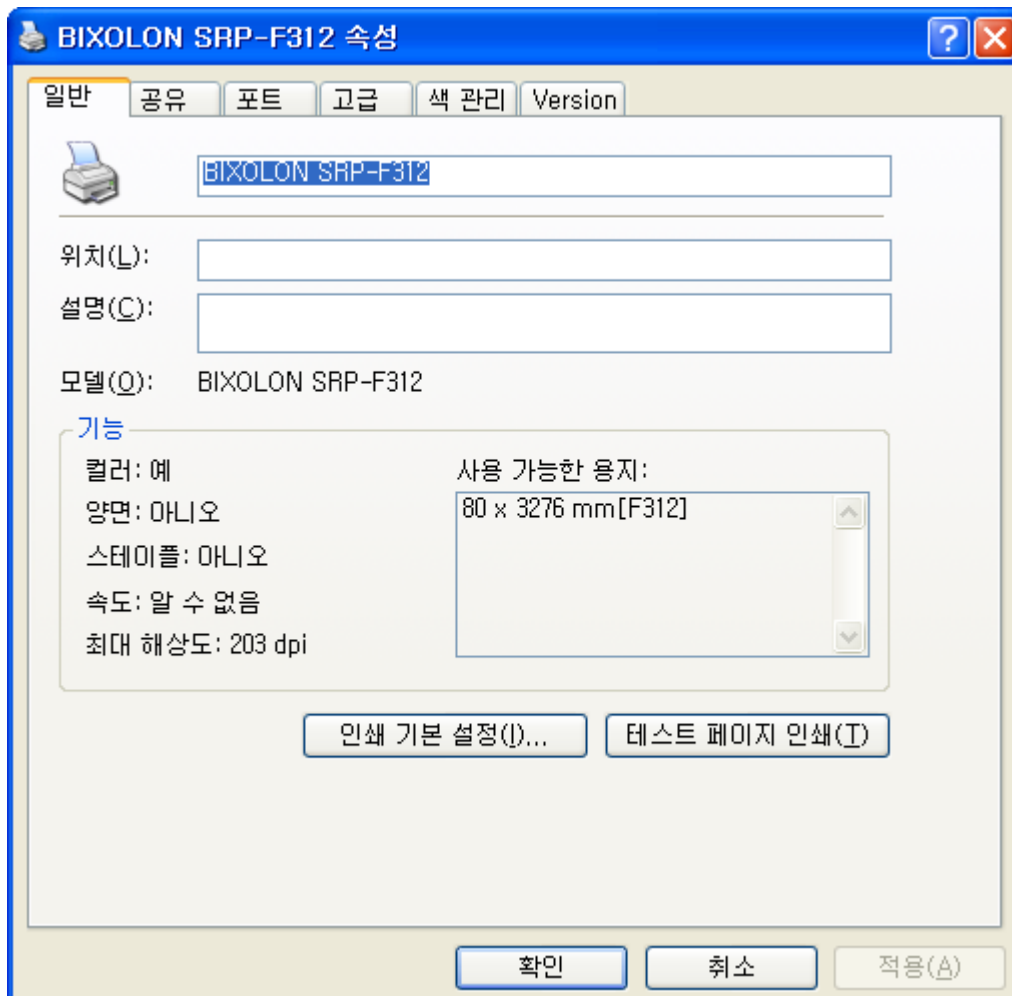 BIXOLON SRP-F312 속성
일반 공유 포트 고급 색 관리 Version
BIXOLON SRP-F312
위치(L):
설명(C):
모델(O): BIXOLON SRP-F312
기능
컬러: 예
사용 가능한 용지:
양면: 아니오
80 x 3276 mm[F312]
스테이플: 아니오
속도: 알 수 없음
최대 해상도: 203 dpi
인쇄 기본 설정(I)... 테스트 페이지 인쇄(T)
확인 취소 적용(A)